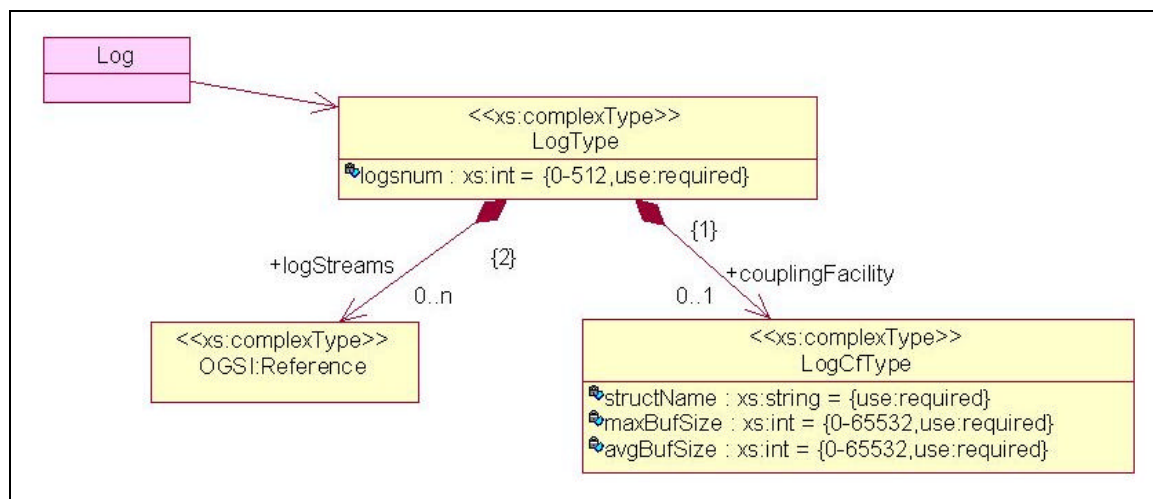 Log
<<xs:complexType>>
LogType
logsnum : xs:int = {0-512,use:required}
{2}
{1}
+logStreams
+couplingFacility
0..n
0..1
<<xs:complexType>>
OGSI:Reference
<<xs:complexType>>
LogCfType
structName : xs:string = {use:required}
maxBufSize : xs:int = {0-65532,use:required}
avgBufSize : xs:int = {0-65532,use:required}